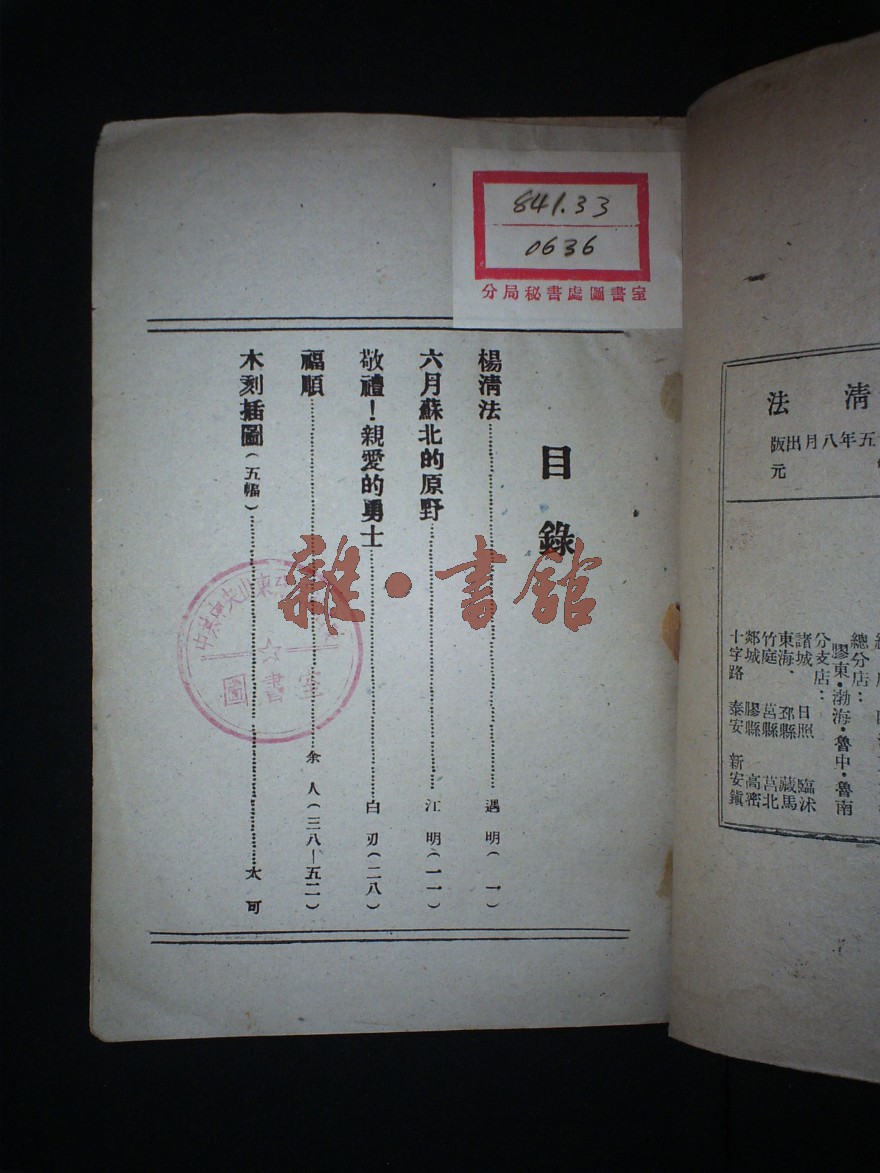 841.33
0636
分局秘書處圖書室
目錄
楊清法……遇明（一）
六月蘇北的原野……江明（一一）
敬禮！親愛的勇士……白刃（二八）
福順……余人（三八—五二）
木刻插圖（五幅）……太可
雜·書館
圖書室
清法
五年八月出版
元
總分店：
膠東·渤海·魯中·魯南
分支店：
諸城 日照 臨沭
東海、邳縣 藏馬
竹庭 莒縣 莒北
郯城 膠縣 高密
十字路 泰安 新安鎮